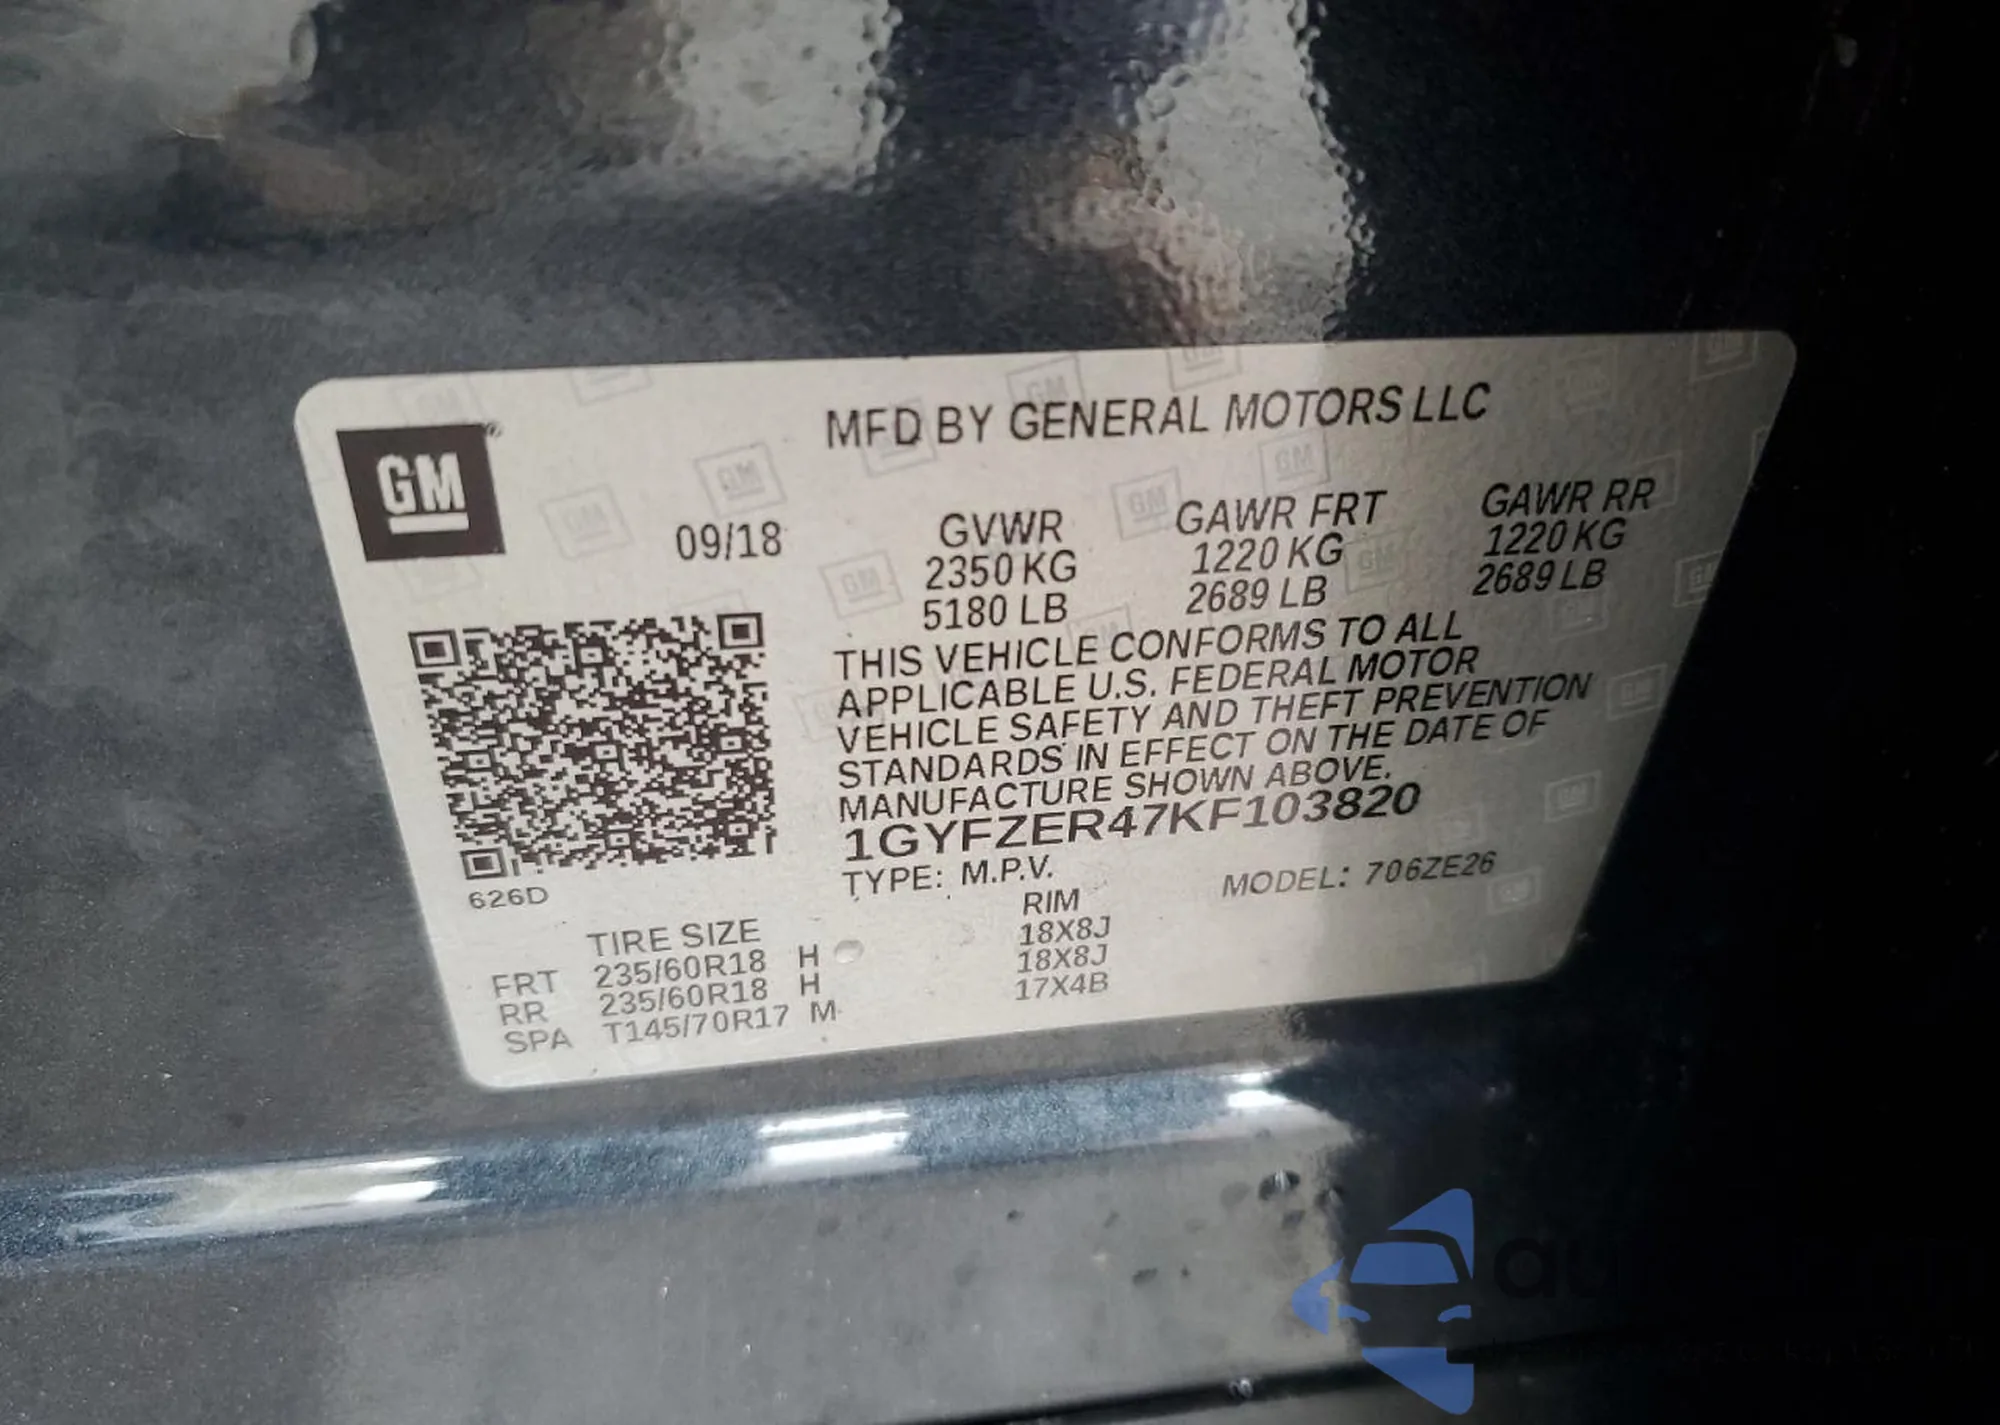 MFD BY GENERAL MOTORS LLC
GM
09/18
GVWR GAWR FRT GAWR RR
2350 KG 1220 KG 1220 KG
5180 LB 2689 LB 2689 LB
THIS VEHICLE CONFORMS TO ALL
APPLICABLE U.S. FEDERAL MOTOR
VEHICLE SAFETY AND THEFT PREVENTION
STANDARDS IN EFFECT ON THE DATE OF
MANUFACTURE SHOWN ABOVE.
1GYFZER47KF103820
TYPE: M.P.V. MODEL: 706ZE26
626D
TIRE SIZE RIM
FRT 235/60R18 H 18X8J
RR 235/60R18 H 18X8J
SPA T145/70R17 M 17X4B